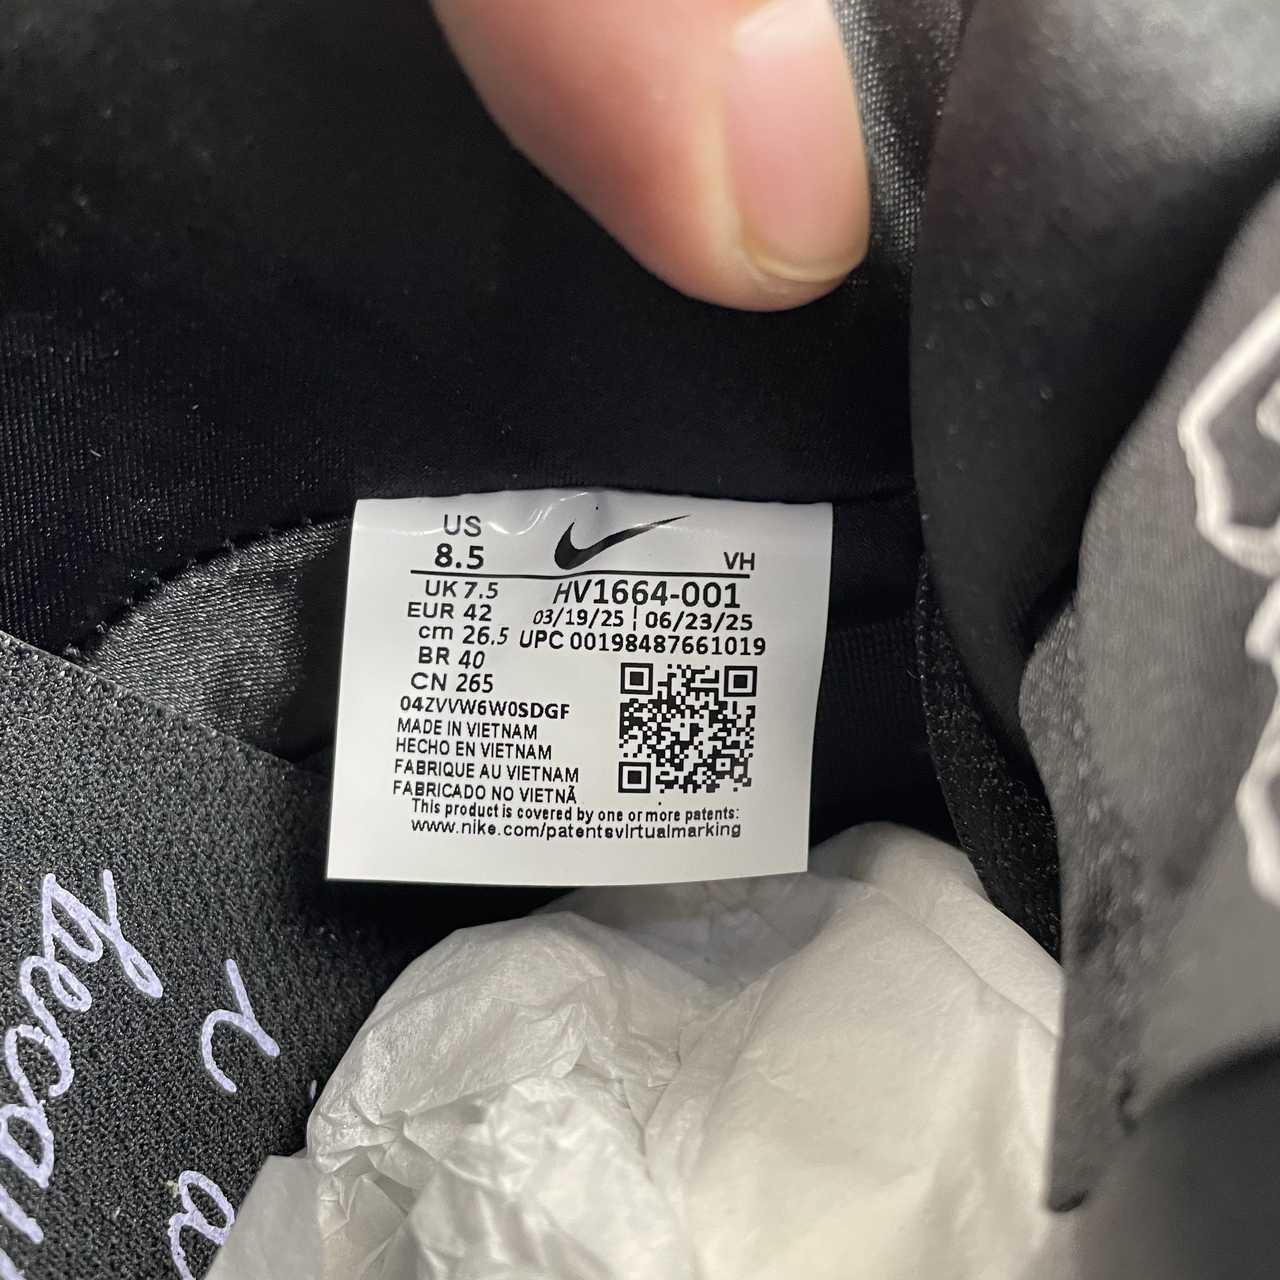 US
8.5
VH
UK 7.5
HV1664-001
EUR 42
03/19/25 | 06/23/25
cm 26.5
UPC 00198487661019
BR 40
CN 265
04ZVVW6W0SDGF
MADE IN VIETNAM
HECHO EN VIETNAM
FABRIQUE AU VIETNAM
FABRICADO NO VIETNÃ
This product is covered by one or more patents:
www.nike.com/patentsvirtualmarking